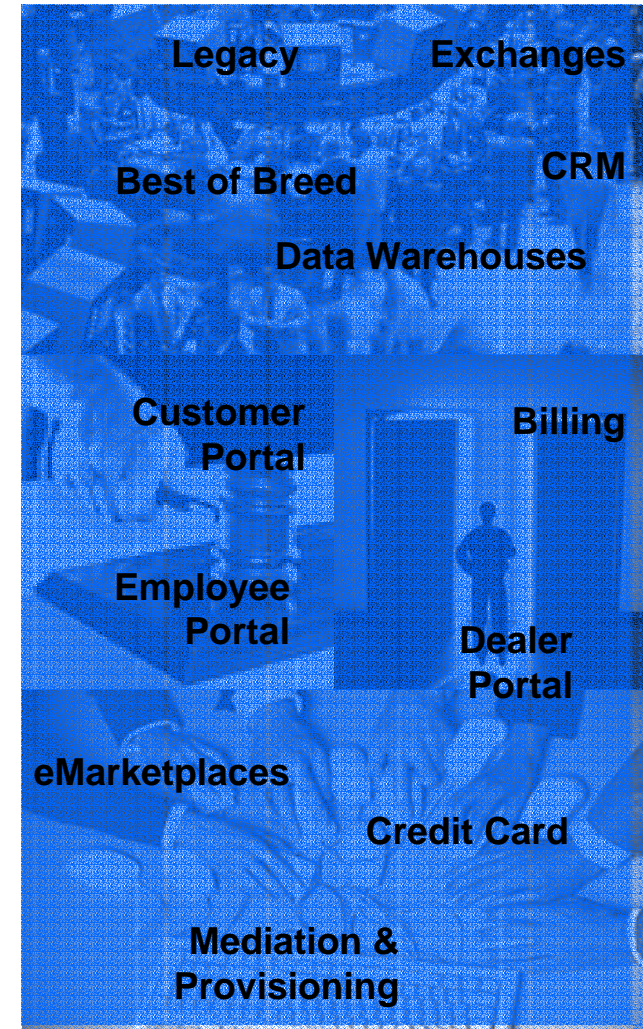 Legacy
Exchanges
Best of Breed
CRM
Data Warehouses
Customer
Portal
Billing
Employee
Portal
Dealer
Portal
eMarketplaces
Credit Card
Mediation &
Provisioning